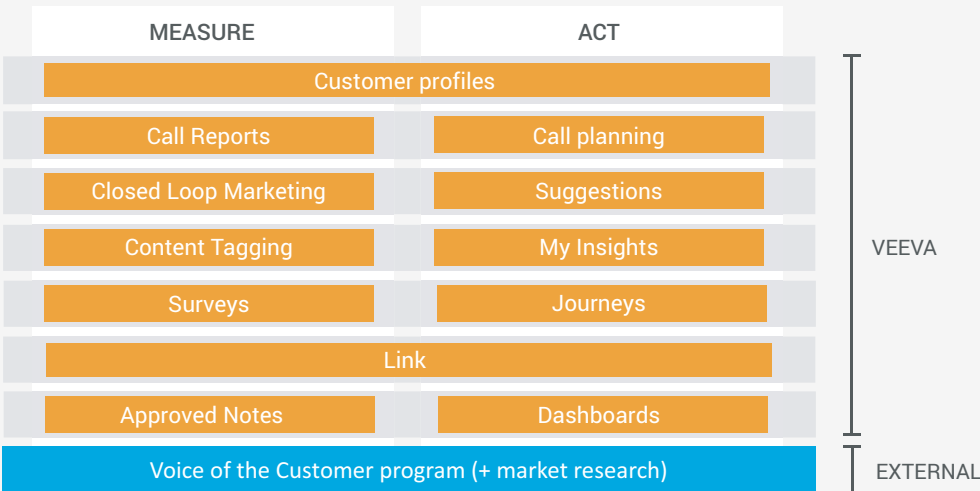 MEASURE ACT
Customer profiles
Call Reports Call planning
Closed Loop Marketing Suggestions
Content Tagging My Insights
VEEVA
Surveys Journeys
Link
Approved Notes Dashboards
Voice of the Customer program (+ market research) EXTERNAL